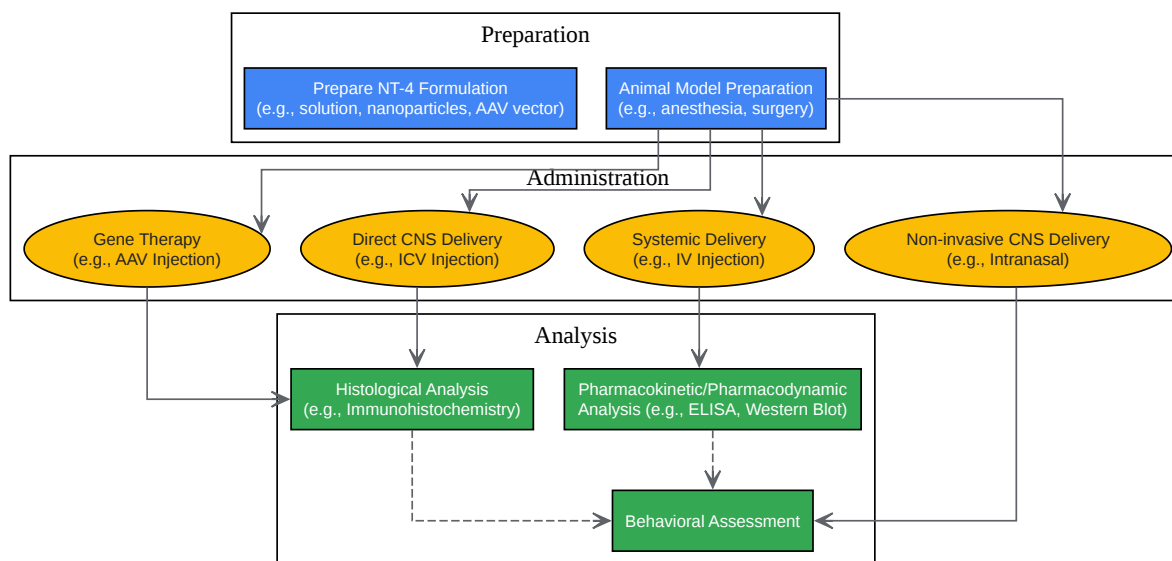 Preparation
Prepare NT-4 Formulation
(e.g., solution, nanoparticles, AAV vector)
Animal Model Preparation
(e.g., anesthesia, surgery)
Administration
Gene Therapy
(e.g., AAV Injection)
Direct CNS Delivery
(e.g., ICV Injection)
Systemic Delivery
(e.g., IV Injection)
Non-invasive CNS Delivery
(e.g., Intranasal)
Analysis
Histological Analysis
(e.g., Immunohistochemistry)
Pharmacokinetic/Pharmacodynamic
Analysis (e.g., ELISA, Western Blot)
Behavioral Assessment